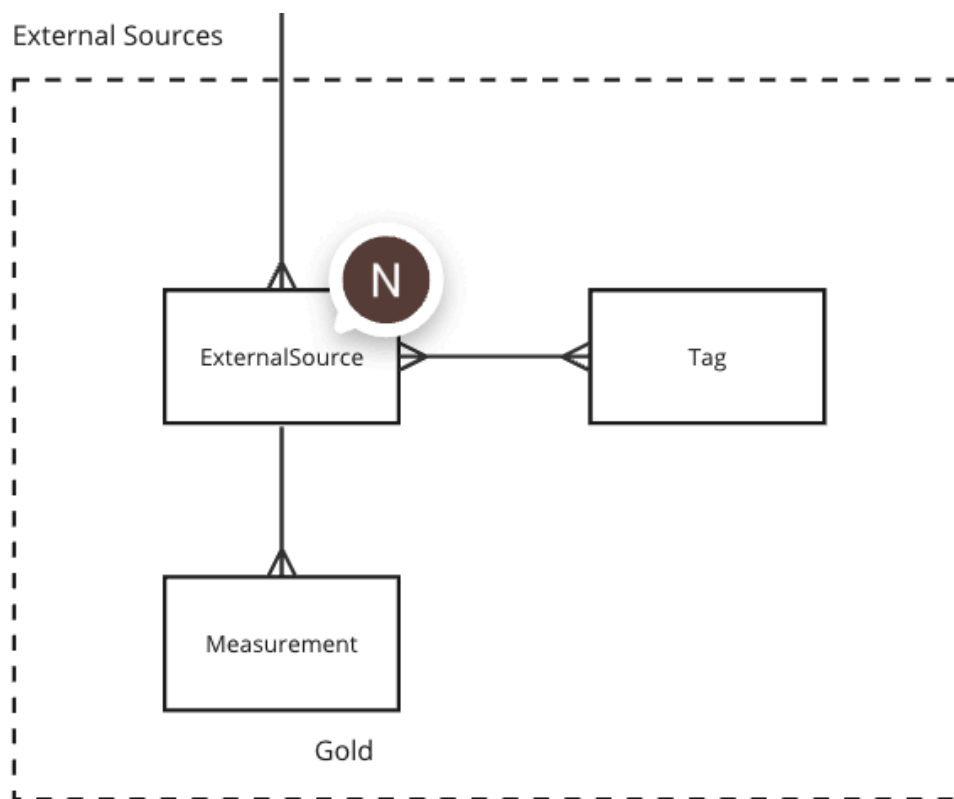 External Sources
N
ExternalSource
Tag
Measurement
Gold